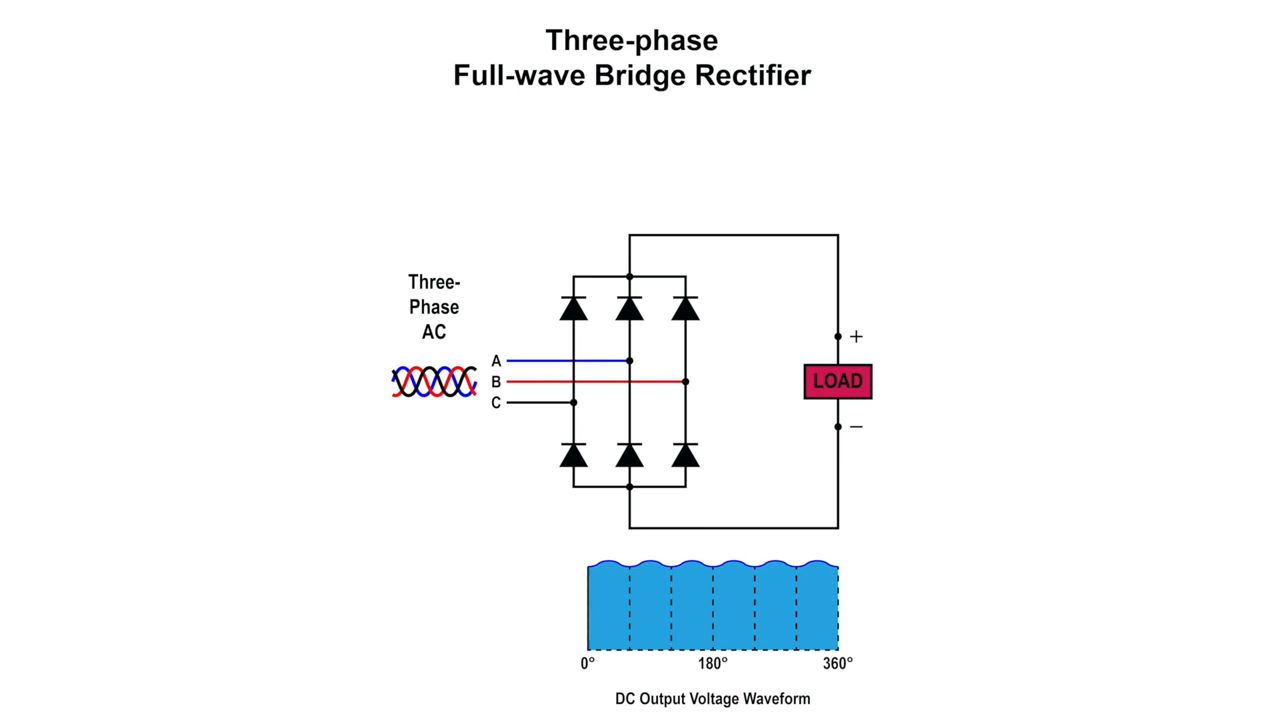 Three-phase
Full-wave Bridge Rectifier
Three-
Phase
AC
A
B
C
+
LOAD
−
0°
180°
360°
DC Output Voltage Waveform